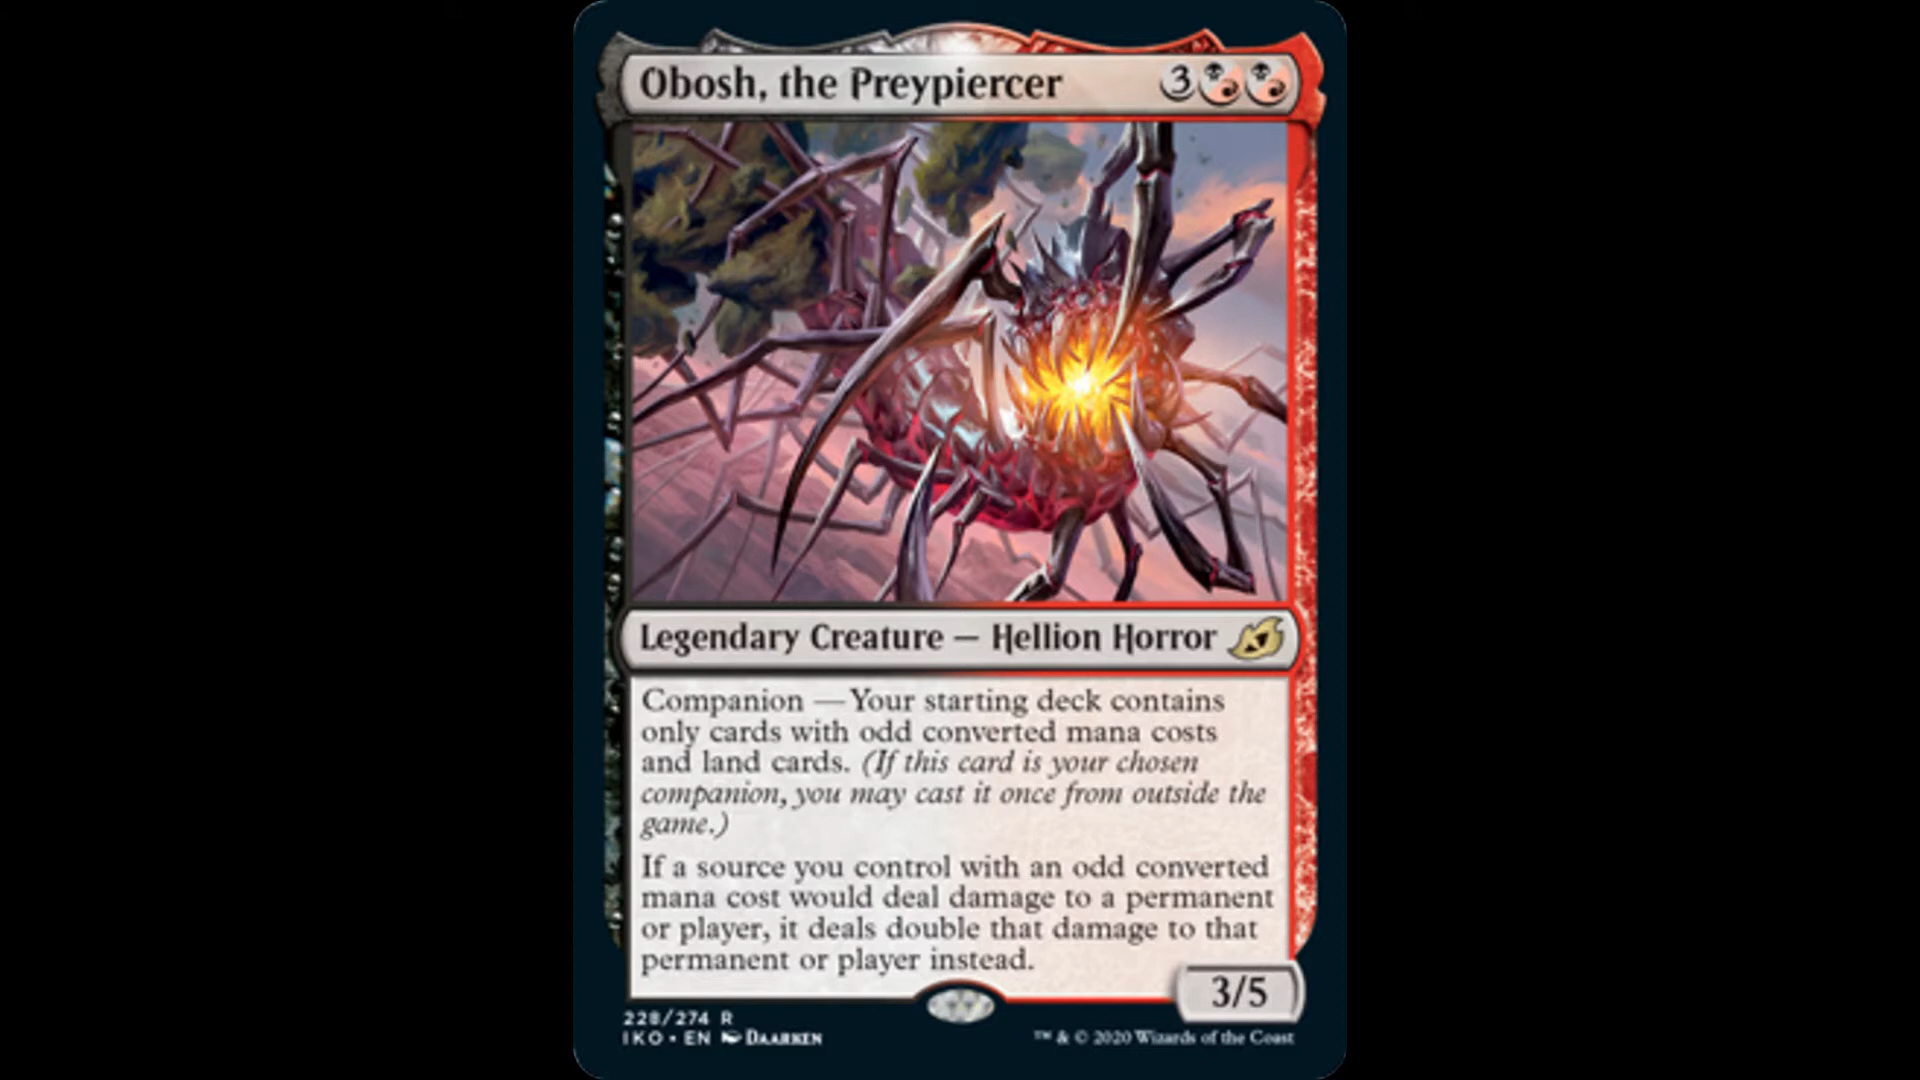 Obosh, the Preypiercer 3
Legendary Creature — Hellion Horror
Companion — Your starting deck contains
only cards with odd converted mana costs
and land cards. (If this card is your chosen
companion, you may cast it once from outside the
game.)
If a source you control with an odd converted
mana cost would deal damage to a permanent
or player, it deals double that damage to that
permanent or player instead.
3/5
228/274 R
IKO • EN DAARKEN
™ & © 2020 Wizards of the Coast